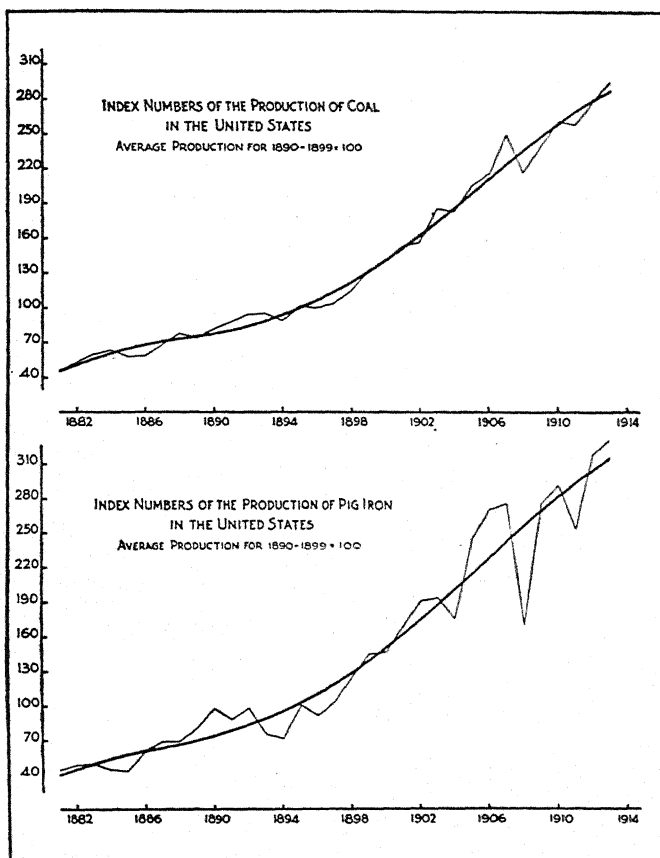 310
280
250
220
190
160
130
100
70
40
INDEX NUMBERS OF THE PRODUCTION OF COAL
IN THE UNITED STATES
AVERAGE PRODUCTION FOR 1890-1899=100
1882 1886 1890 1894 1898 1902 1906 1910 1914
310
280
250
220
190
160
130
100
70
40
INDEX NUMBERS OF THE PRODUCTION OF PIG IRON
IN THE UNITED STATES
AVERAGE PRODUCTION FOR 1890-1899=100
1882 1886 1890 1894 1898 1902 1906 1910 1914